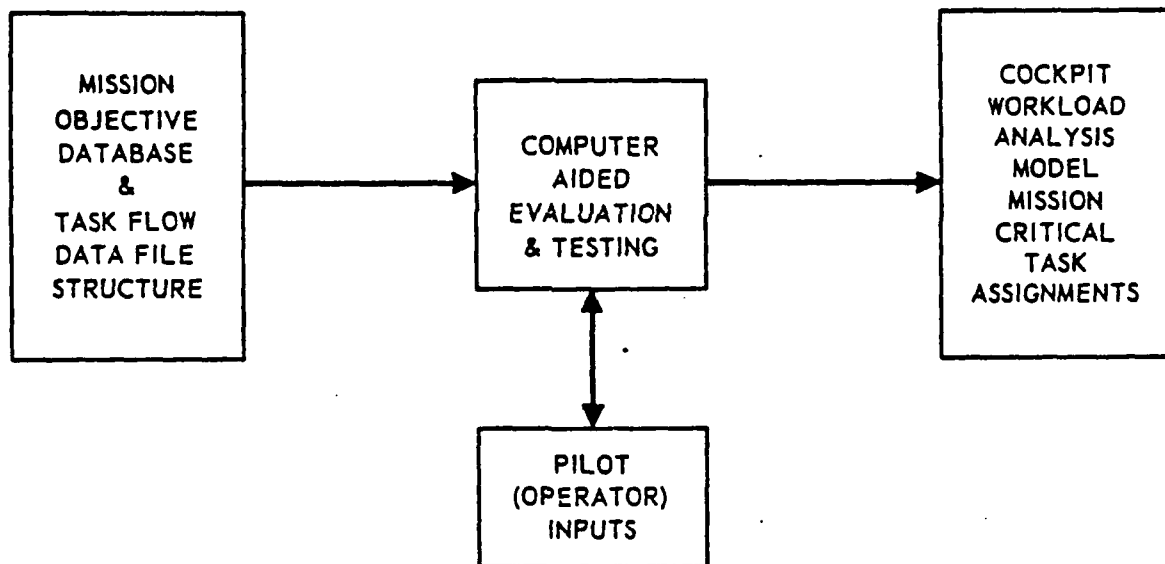 MISSION
OBJECTIVE
DATABASE
&
TASK FLOW
DATA FILE
STRUCTURE
COMPUTER
AIDED
EVALUATION
& TESTING
COCKPIT
WORKLOAD
ANALYSIS
MODEL
MISSION
CRITICAL
TASK
ASSIGNMENTS
PILOT
(OPERATOR)
INPUTS